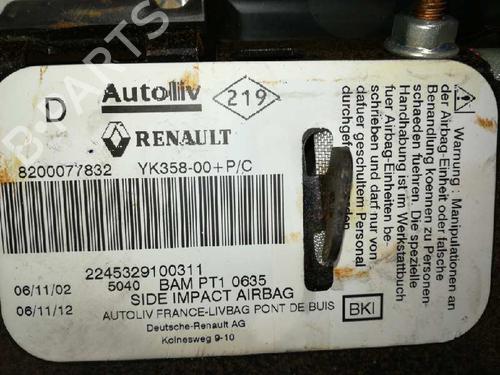 D
Autoliv
219
RENAULT
8200077832
YK358-00+P/C
2245329100311
06/11/02
5040
BAM PT1 0635
06/11/12
SIDE IMPACT AIRBAG
AUTOLIV FRANCE-LIVBAG PONT DE BUIS
BKI
Deutsche-Renault AG
Kolnesweg 9-10
Warnung : Manipulationen an
der Airbag-Einheit oder falsche
Behandlung koennen zu Personen-
schaeden fuehren. Die spezielle
Handhabung ist im Werkstattbuch
fuer Airbag-Einheiten be-
schrieben und darf nur von
dafuer geschultem Personal
durchgef den
B-PARTS